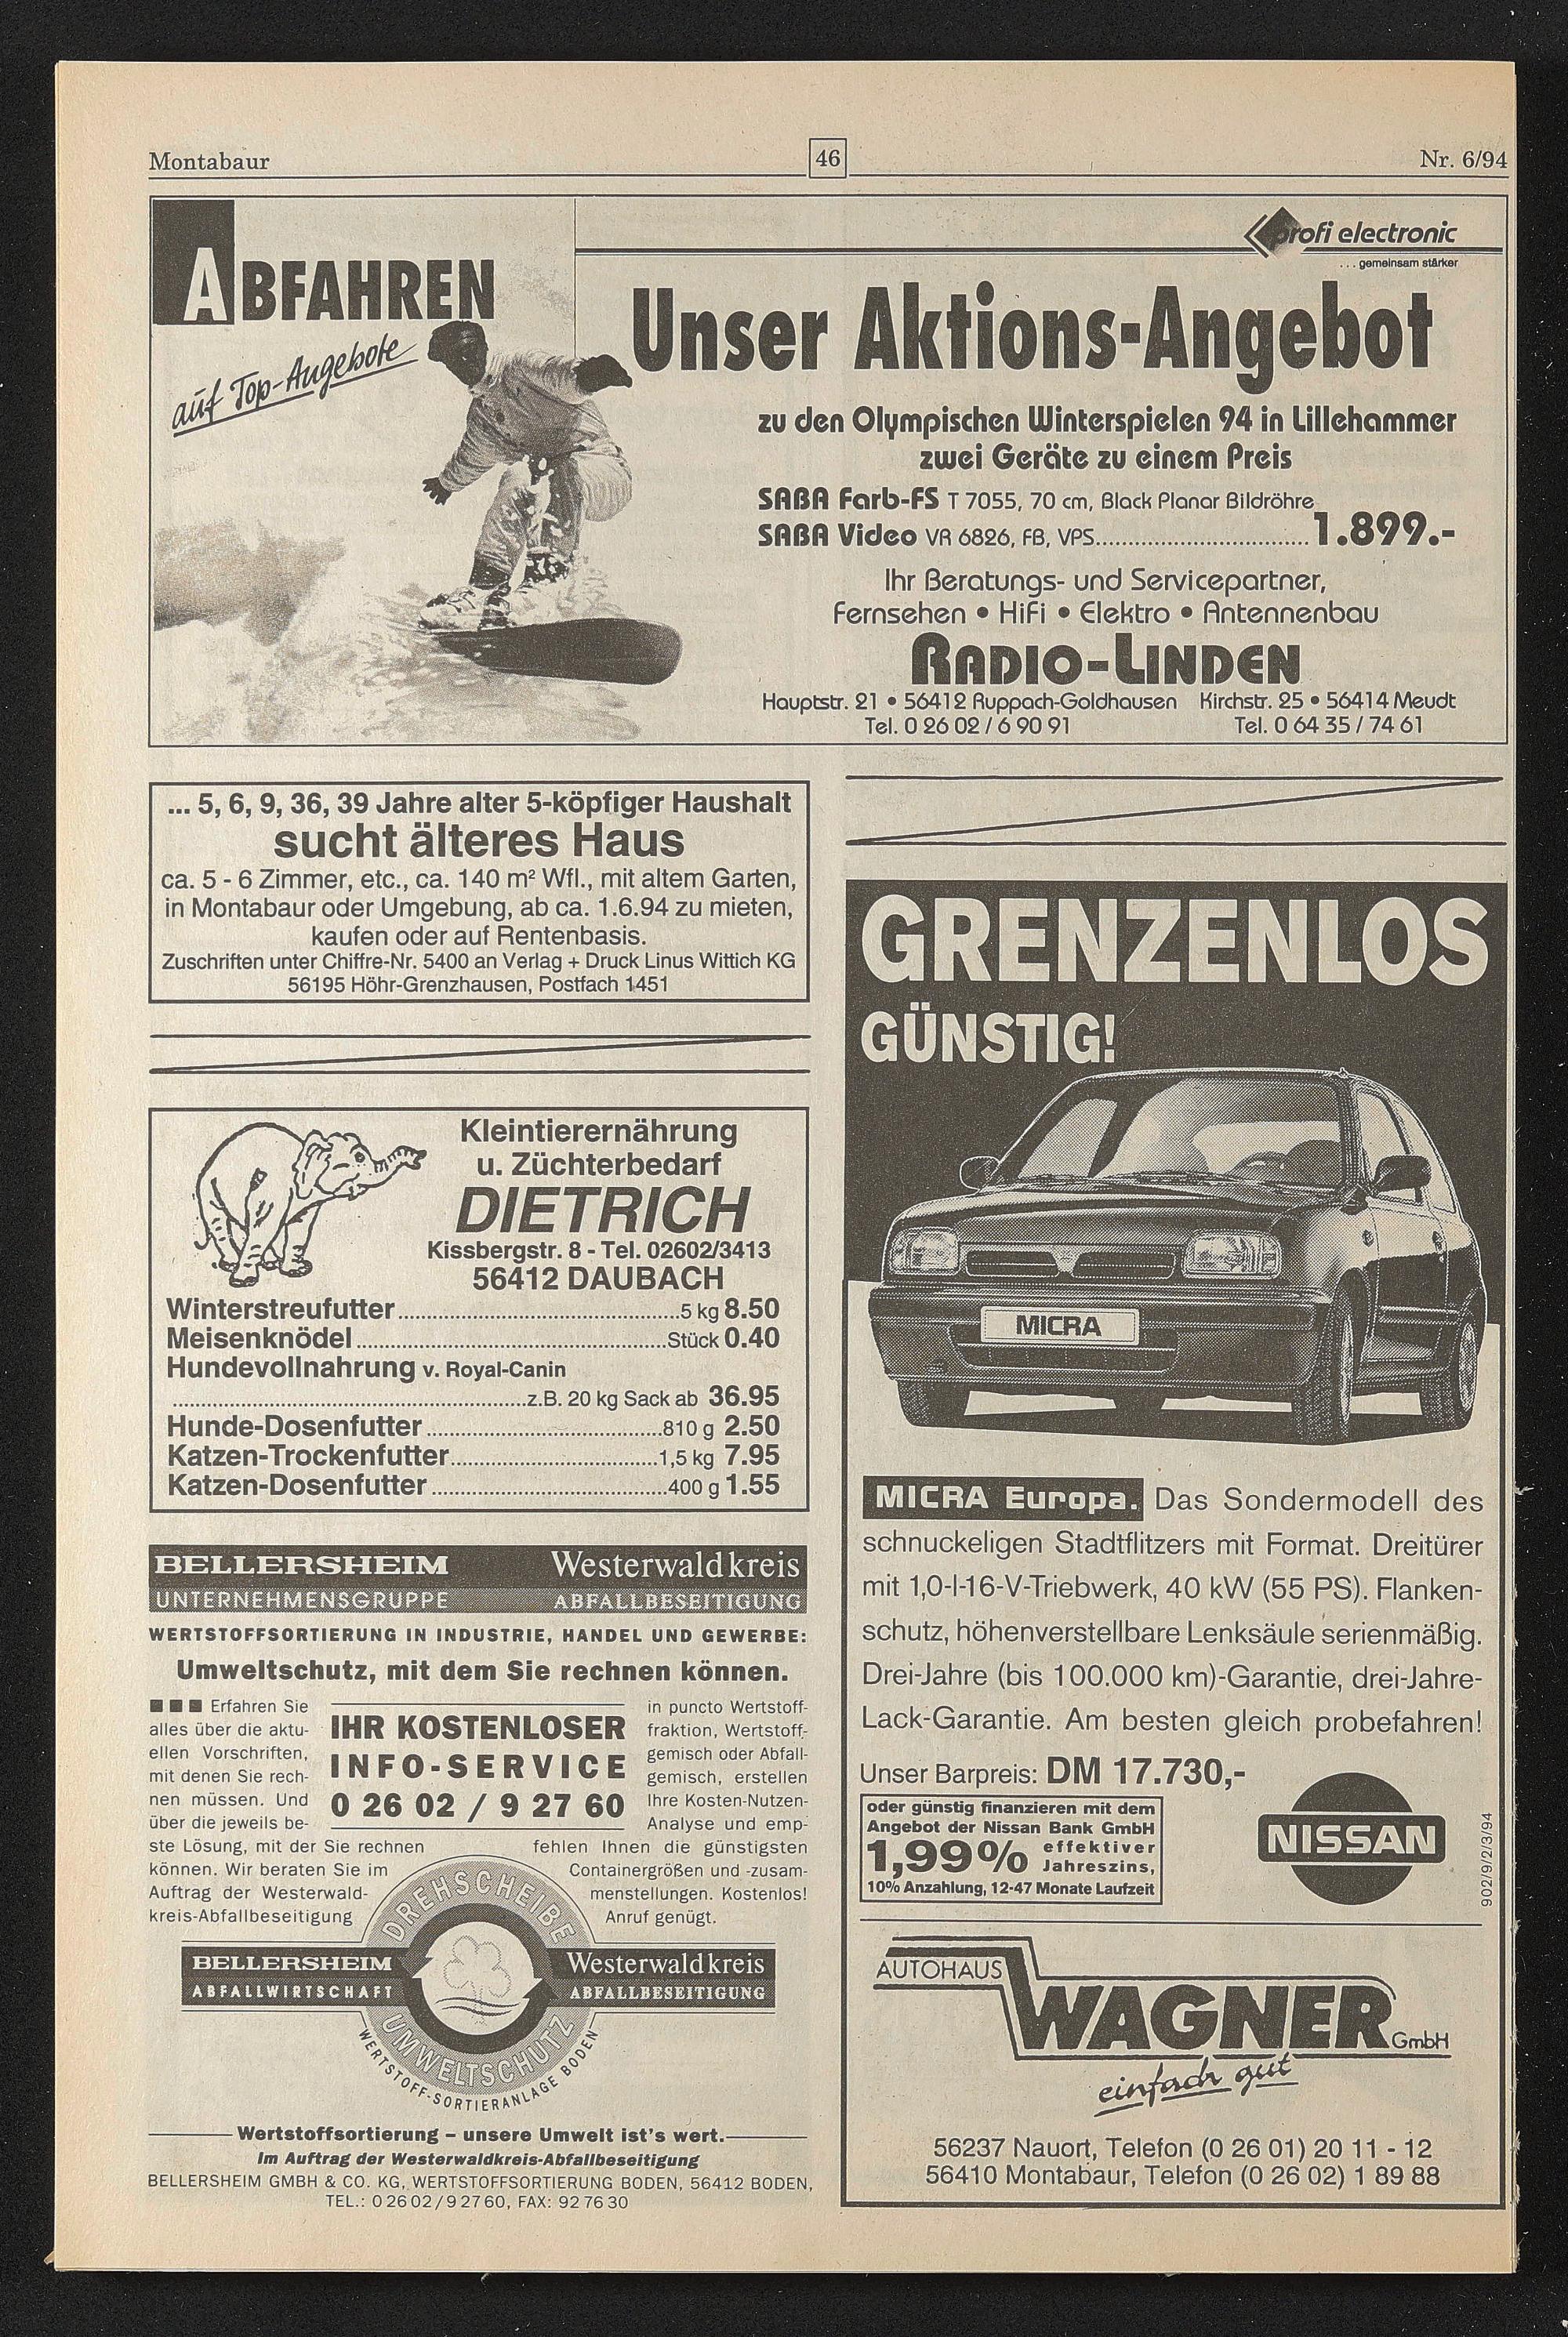 Montabaur
46
Nr. 6/94
ABFAHREN
auf Top-Angebote
profi electronic
... gemeinsam stärker
Unser Aktions-Angebot
zu den Olympischen Winterspielen 94 in Lillehammer
zwei Geräte zu einem Preis
SABA Farb-FS T 7055, 70 cm, Black Planar Bildröhre
SABA Video VR 6826, FB, VPS................................1.899.-
Ihr Beratungs- und Servicepartner,
Fernsehen • HiFi • Elektro • Antennenbau
RADIO-LINDEN
Hauptstr. 21 • 56412 Ruppach-Goldhausen Kirchstr. 25 • 56414 Meudt
Tel. 0 26 02 / 6 90 91 Tel. 0 64 35 / 74 61
... 5, 6, 9, 36, 39 Jahre alter 5-köpfiger Haushalt
sucht älteres Haus
ca. 5 - 6 Zimmer, etc., ca. 140 m² Wfl., mit altem Garten,
in Montabaur oder Umgebung, ab ca. 1.6.94 zu mieten,
kaufen oder auf Rentenbasis.
Zuschriften unter Chiffre-Nr. 5400 an Verlag + Druck Linus Wittich KG
56195 Höhr-Grenzhausen, Postfach 1451
Kleintierernährung
u. Züchterbedarf
DIETRICH
Kissbergstr. 8 - Tel. 02602/3413
56412 DAUBACH
Winterstreufutter................................5 kg 8.50
Meisenknödel................................Stück 0.40
Hundevollnahrung v. Royal-Canin
................................z.B. 20 kg Sack ab 36.95
Hunde-Dosenfutter................................810 g 2.50
Katzen-Trockenfutter................................1,5 kg 7.95
Katzen-Dosenfutter................................400 g 1.55
BELLERSHEIM Westerwaldkreis
UNTERNEHMENSGRUPPE ABFALLBESEITIGUNG
WERTSTOFFSORTIERUNG IN INDUSTRIE, HANDEL UND GEWERBE:
Umweltschutz, mit dem Sie rechnen können.
■ ■ ■ Erfahren Sie
alles über die aktu-
ellen Vorschriften,
mit denen Sie rech-
nen müssen. Und
über die jeweils be-
ste Lösung, mit der Sie rechnen
können. Wir beraten Sie im
Auftrag der Westerwald-
kreis-Abfallbeseitigung
IHR KOSTENLOSER
INFO-SERVICE
0 26 02 / 9 27 60
in puncto Wertstoff-
fraktion, Wertstoff-
gemisch oder Abfall-
gemisch, erstellen
Ihre Kosten-Nutzen-
Analyse und emp-
fehlen Ihnen die günstigsten
Containergrößen und -zusam-
menstellungen. Kostenlos!
Anruf genügt.
DREHSCHEIBE
BELLERSHEIM Westerwaldkreis
ABFALLWIRTSCHAFT ABFALLBESEITIGUNG
UMWELTSCHUTZ
WERTSTOFF-SORTIERANLAGE BODEN
Wertstoffsortierung – unsere Umwelt ist's wert.
Im Auftrag der Westerwaldkreis-Abfallbeseitigung
BELLERSHEIM GMBH & CO. KG, WERTSTOFFSORTIERUNG BODEN, 56412 BODEN,
TEL.: 0 26 02 / 9 27 60, FAX: 92 76 30
GRENZENLOS
GÜNSTIG!
MICRA
MICRA Europa. Das Sondermodell des
schnuckeligen Stadtflitzers mit Format. Dreitürer
mit 1,0-l-16-V-Triebwerk, 40 kW (55 PS). Flanken-
schutz, höhenverstellbare Lenksäule serienmäßig.
Drei-Jahre (bis 100.000 km)-Garantie, drei-Jahre-
Lack-Garantie. Am besten gleich probefahren!
Unser Barpreis: DM 17.730,-
oder günstig finanzieren mit dem
Angebot der Nissan Bank GmbH
1,99% effektiver
Jahreszins,
10% Anzahlung, 12-47 Monate Laufzeit
NISSAN
902/9/2/3/94
AUTOHAUS
WAGNER GmbH
einfach gut
56237 Nauort, Telefon (0 26 01) 20 11 - 12
56410 Montabaur, Telefon (0 26 02) 1 89 88